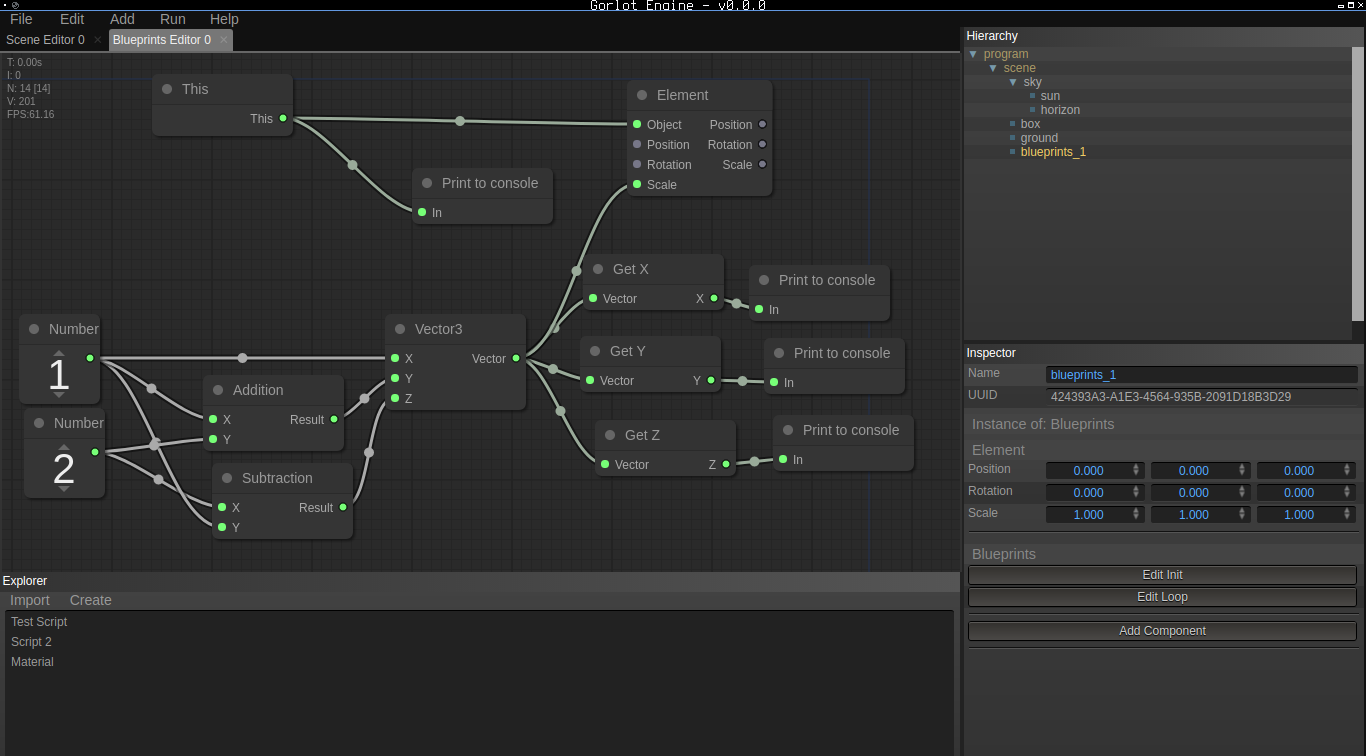 Gorlot Engine - v0.0.0
File Edit Add Run Help
Scene Editor 0 × Blueprints Editor 0 ×
T: 0.00s
I: 0
N: 14 [14]
V: 201
FPS:61.16
This
This
Element
Object Position
Position Rotation
Rotation Scale
Scale
Print to console
In
Get X
Vector X
Print to console
In
Number
1
Vector3
X Vector
Y
Z
Get Y
Vector Y
Print to console
In
Addition
X Result
Y
Number
2
Get Z
Vector Z
Print to console
In
Subtraction
X Result
Y
Explorer
Import Create
Test Script
Script 2
Material
Hierarchy
program
scene
sky
sun
horizon
box
ground
blueprints_1
Inspector
Name blueprints_1
UUID 424393A3-A1E3-4564-935B-2091D18B3D29
Instance of: Blueprints
Element
Position 0.000 0.000 0.000
Rotation 0.000 0.000 0.000
Scale 1.000 1.000 1.000
Blueprints
Edit Init
Edit Loop
Add Component